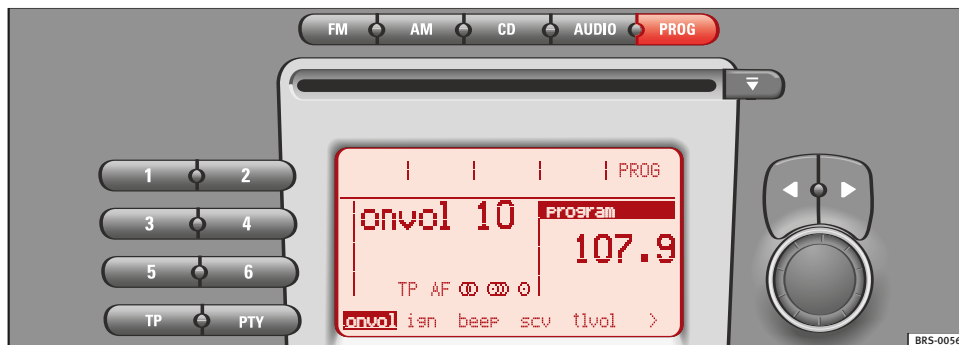 FM AM CD AUDIO PROG
PROG
1 2
onvol 10 program
3 4
107.9
5 6
TP AF
TP PTY
onvol ign beep scv tlvol >
BRS-0056